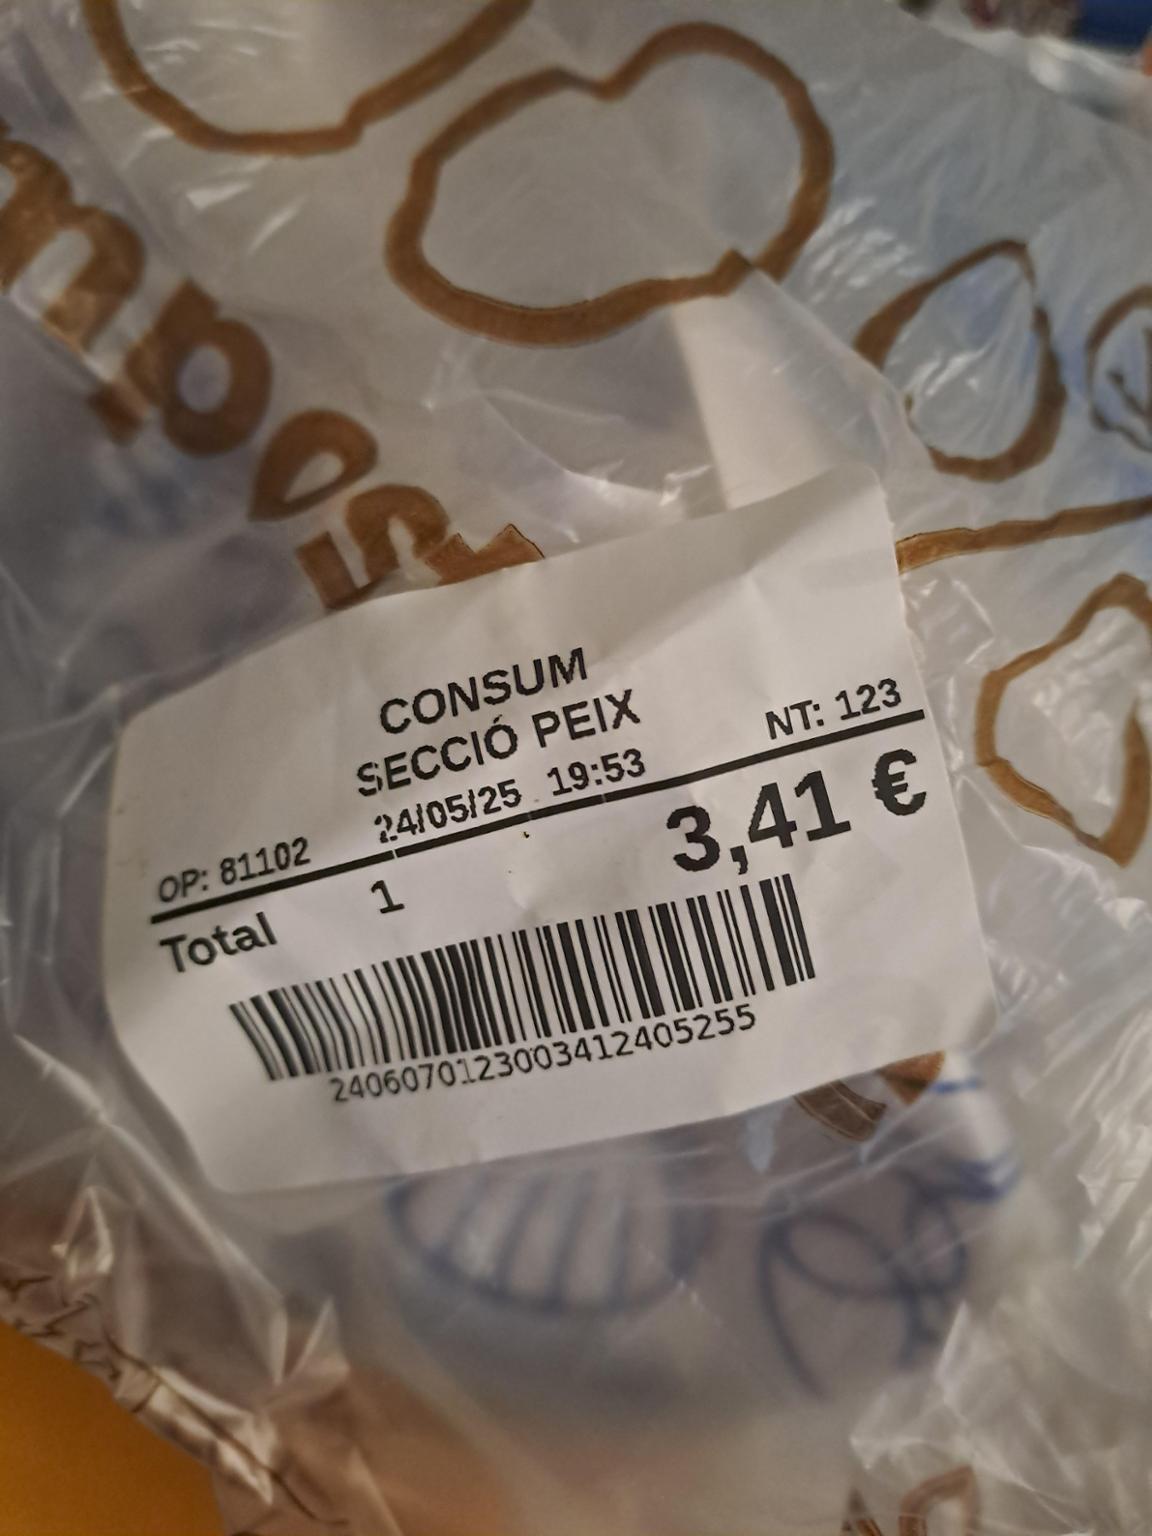 CONSUM
SECCIÓ PEIX
OP: 81102 24/05/25 19:53 NT: 123
Total 1 3,41 €
2406070123003412405255